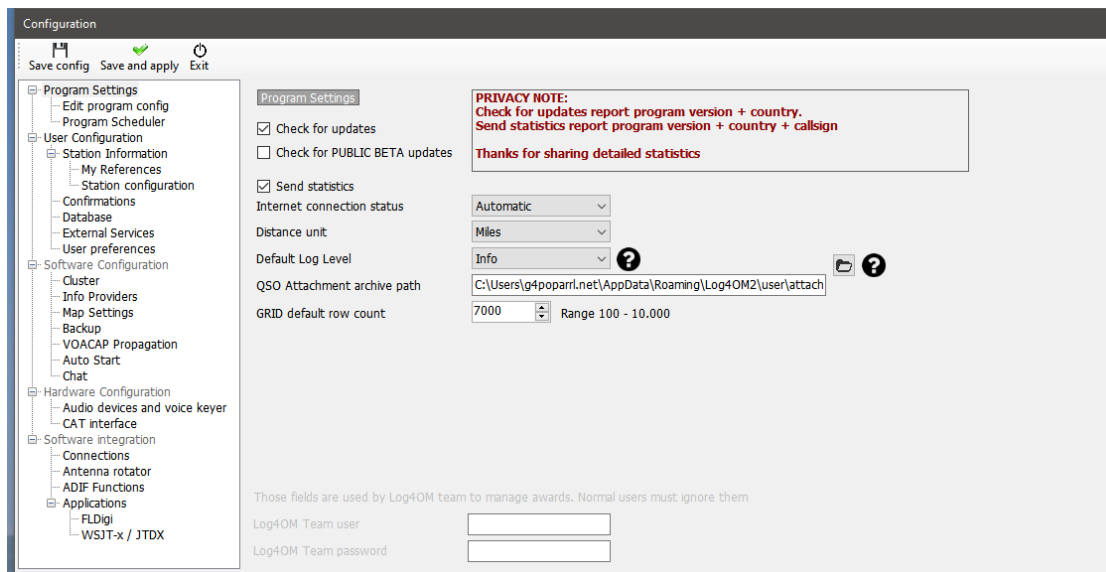 Configuration
Save config Save and apply Exit
Program Settings
Edit program config
Program Scheduler
User Configuration
Station Information
My References
Station configuration
Confirmations
Database
External Services
User preferences
Software Configuration
Cluster
Info Providers
Map Settings
Backup
VOACAP Propagation
Auto Start
Chat
Hardware Configuration
Audio devices and voice keyer
CAT interface
Software integration
Connections
Antenna rotator
ADIF Functions
Applications
FLDigi
WSJT-x / JTDX
Program Settings
Check for updates
Check for PUBLIC BETA updates
Send statistics
PRIVACY NOTE:
Check for updates report program version + country.
Send statistics report program version + country + callsign
Thanks for sharing detailed statistics
Internet connection status Automatic
Distance unit Miles
Default Log Level Info ? ?
QSO Attachment archive path C:\Users\g4poparrl.net\AppData\Roaming\Log4OM2\user\attach
GRID default row count 7000 Range 100 - 10.000
Those fields are used by Log4OM team to manage awards. Normal users must ignore them
Log4OM Team user
Log4OM Team password